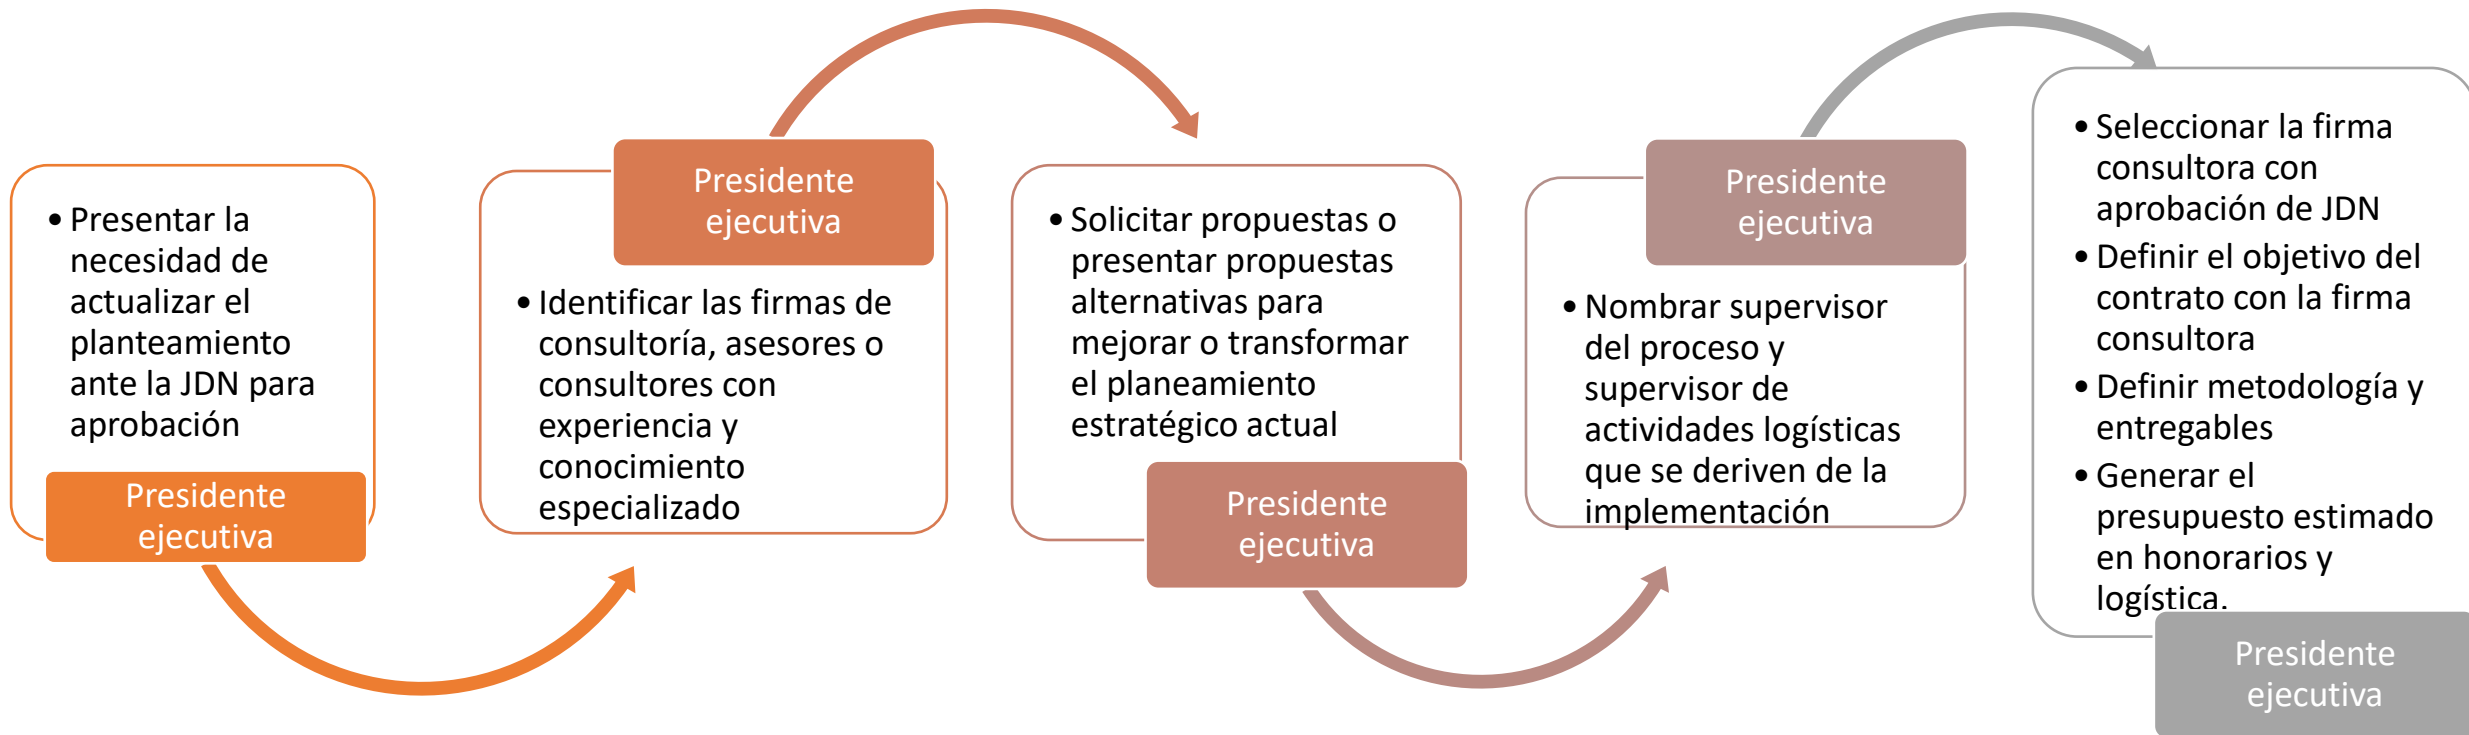 • Presentar la
necesidad de
actualizar el
planteamiento
ante la JDN para
aprobación
Presidente
ejecutiva
Presidente
ejecutiva
• Identificar las firmas de
consultoría, asesores o
consultores con
experiencia y
conocimiento
especializado
• Solicitar propuestas o
presentar propuestas
alternativas para
mejorar o transformar
el planeamiento
estratégico actual
Presidente
ejecutiva
Presidente
ejecutiva
• Nombrar supervisor
del proceso y
supervisor de
actividades logísticas
que se deriven de la
implementación
• Seleccionar la firma
consultora con
aprobación de JDN
• Definir el objetivo del
contrato con la firma
consultora
• Definir metodología y
entregables
• Generar el
presupuesto estimado
en honorarios y
logística.
Presidente
ejecutiva